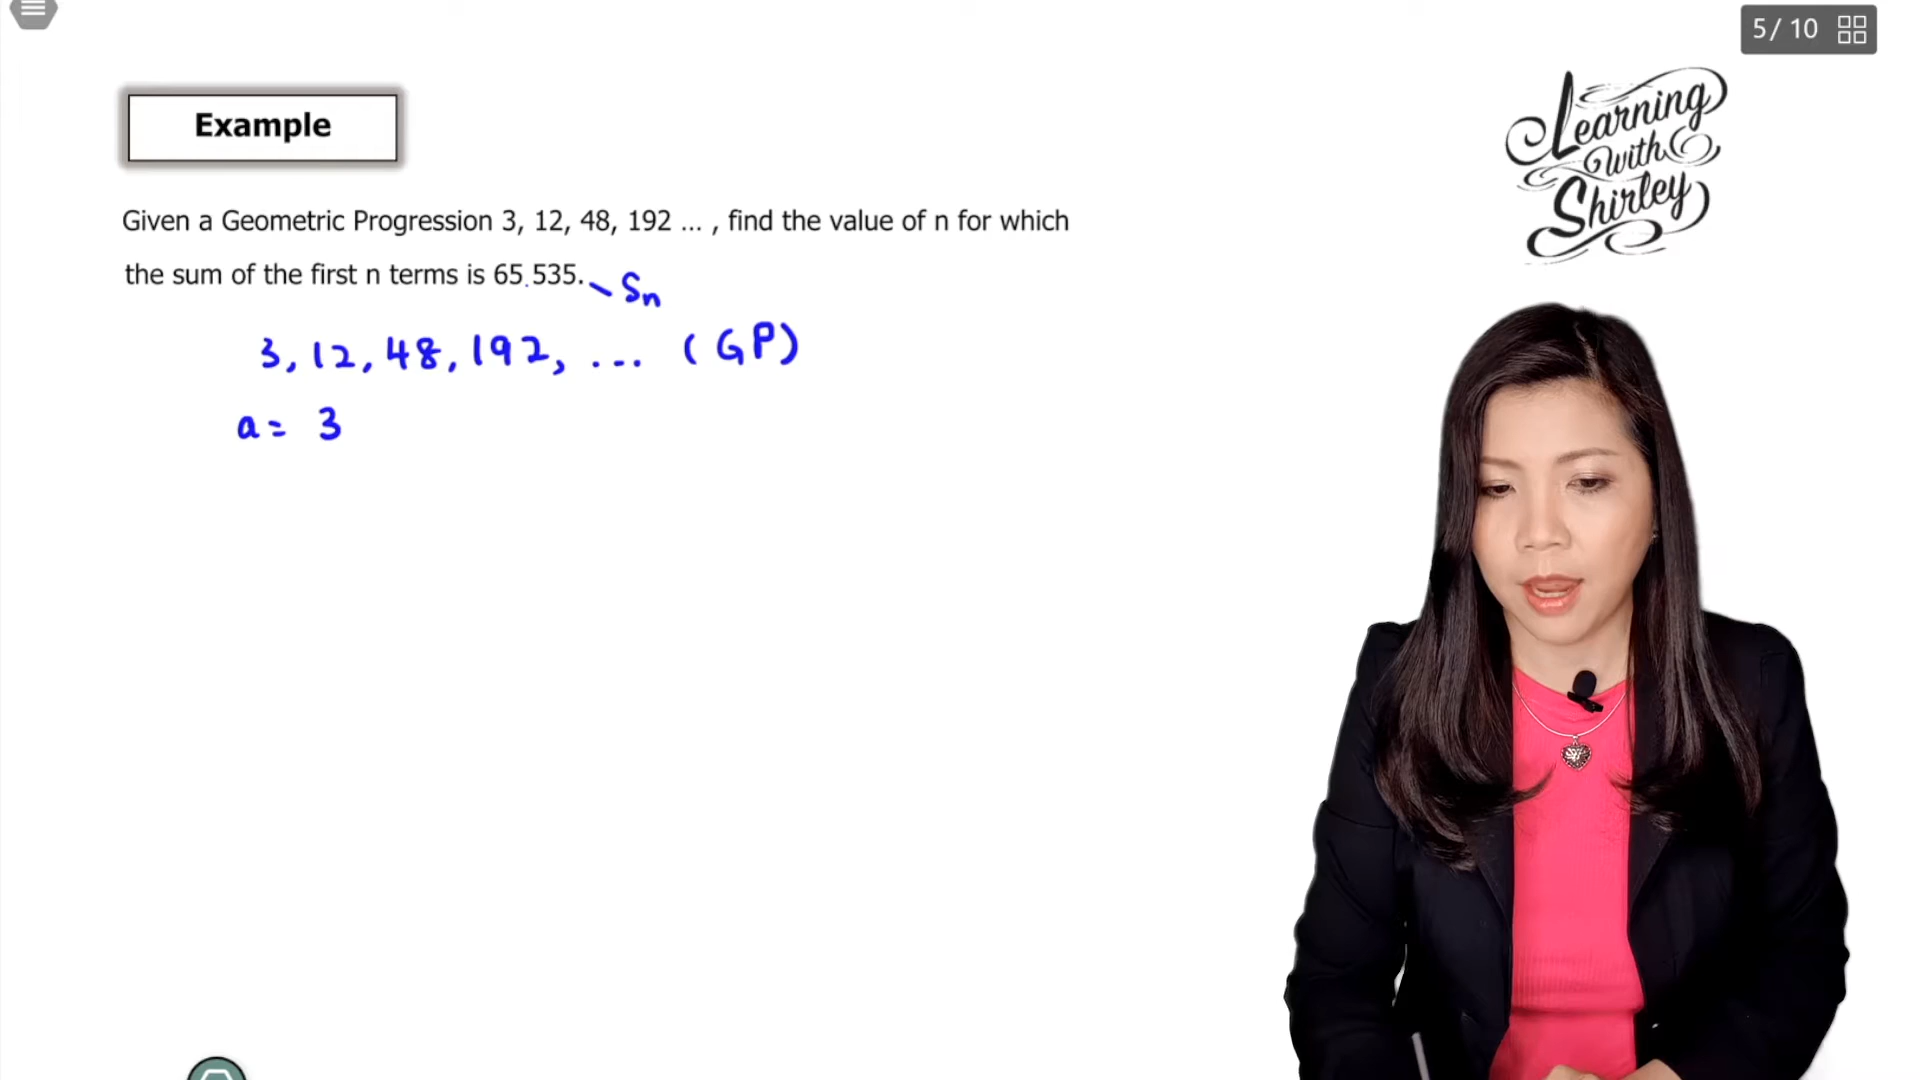 5/ 10
Example
Learning
with
Shirley
Given a Geometric Progression 3, 12, 48, 192 ... , find the value of n for which
the sum of the first n terms is 65 535.
Sn
3, 12, 48, 192, ... (GP)
a = 3